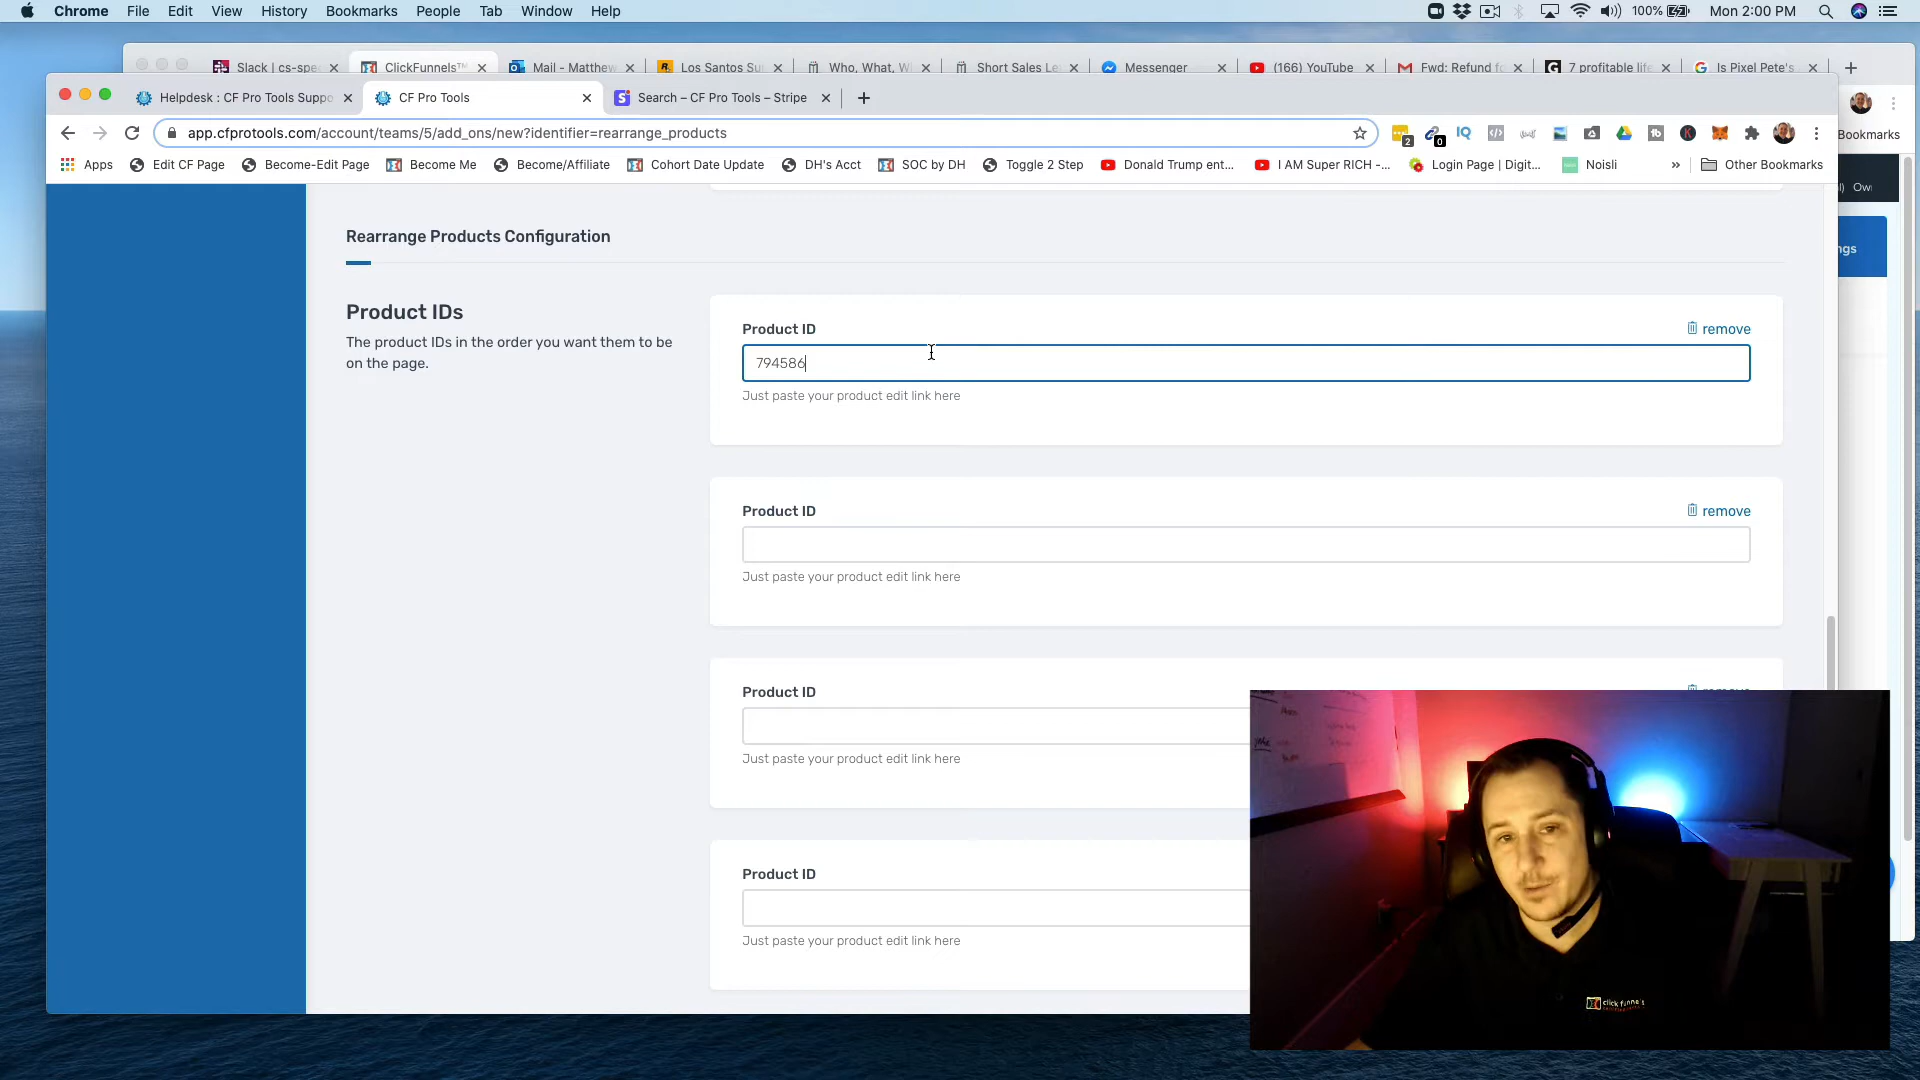 Chrome File Edit View History Bookmarks People Tab Window Help
100% Mon 2:00 PM
Slack | cs-spe ClickFunnels™ Mail - Matthew Los Santos Su Who, What, W Short Sales Le Messenger (166) YouTube Fwd: Refund fo 7 profitable life Is Pixel Pete's
Helpdesk : CF Pro Tools Suppo CF Pro Tools Search – CF Pro Tools – Stripe
app.cfprotools.com/account/teams/5/add_ons/new?identifier=rearrange_products
2 0 IQ K
Bookmarks
Apps Edit CF Page Become-Edit Page Become Me Become/Affiliate Cohort Date Update DH's Acct SOC by DH Toggle 2 Step Donald Trump ent... I AM Super RICH -... Login Page | Digit... Noisli » Other Bookmarks
Rearrange Products Configuration
ngs
Product IDs
The product IDs in the order you want them to be
on the page.
Product ID remove
794586
Just paste your product edit link here
Product ID remove
Just paste your product edit link here
Product ID
Just paste your product edit link here
Product ID
Just paste your product edit link here